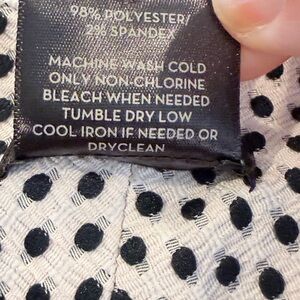 98% POLYESTER/
2% SPANDEX
MACHINE WASH COLD
ONLY NON-CHLORINE
BLEACH WHEN NEEDED
TUMBLE DRY LOW
COOL IRON IF NEEDED OR
DRYCLEAN